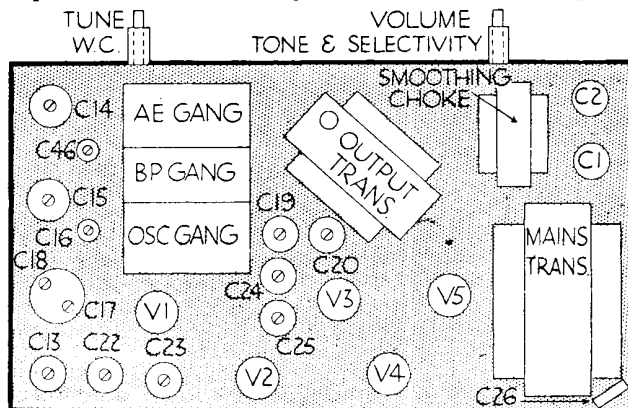 TUNE
W.C.
VOLUME
TONE & SELECTIVITY
SMOOTHING
CHOKE
C14
C46
C15
C16
C18
C17
C13
C22
C23
AE GANG
BP GANG
OSC GANG
OUTPUT
TRANS.
C19
C20
C24
C25
V1
V2
V3
V4
V5
C2
C1
MAINS
TRANS.
C26